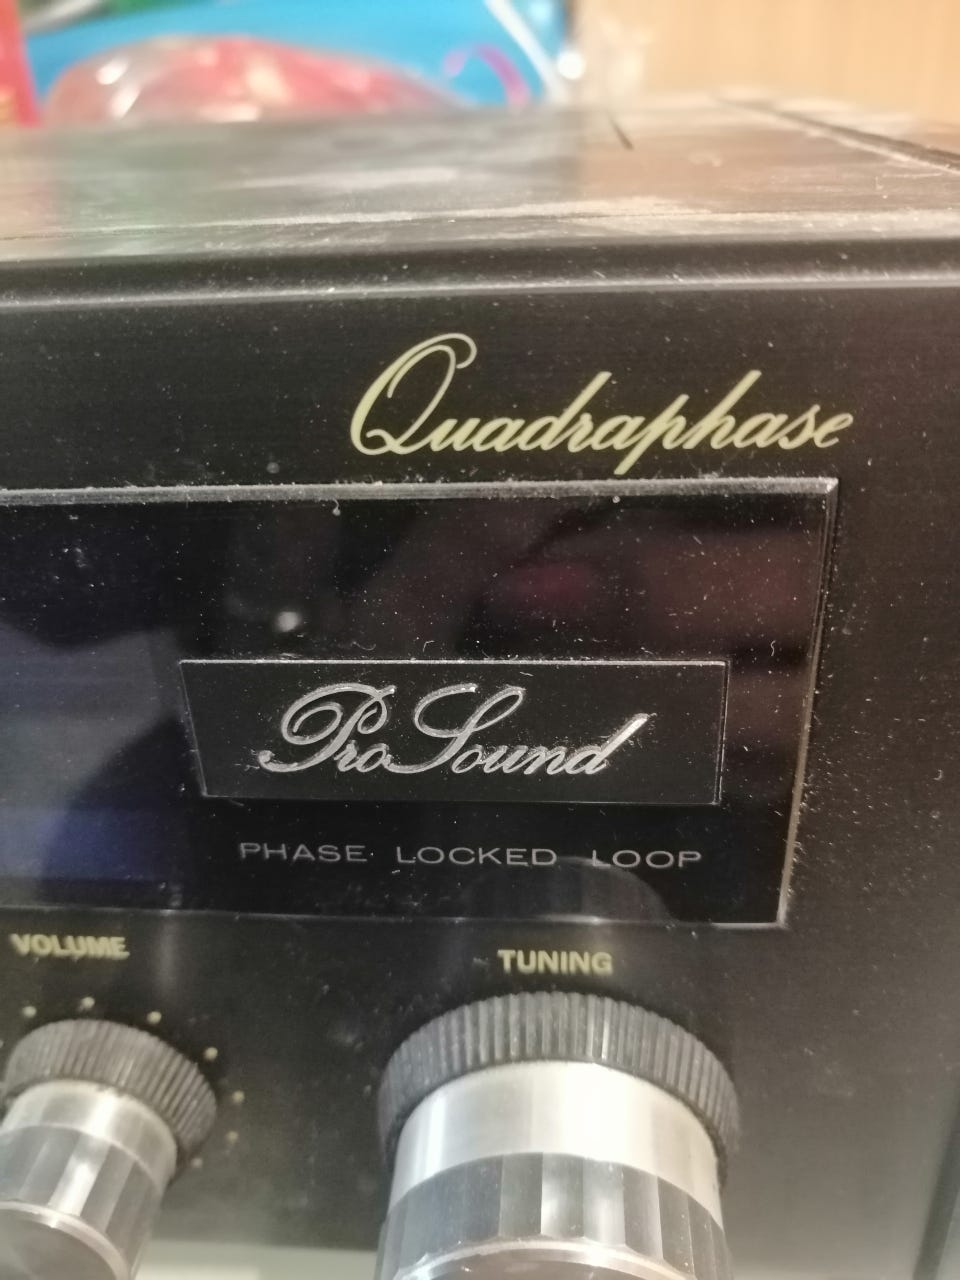 Quadraphase
ProSound
PHASE LOCKED LOOP
VOLUME
TUNING